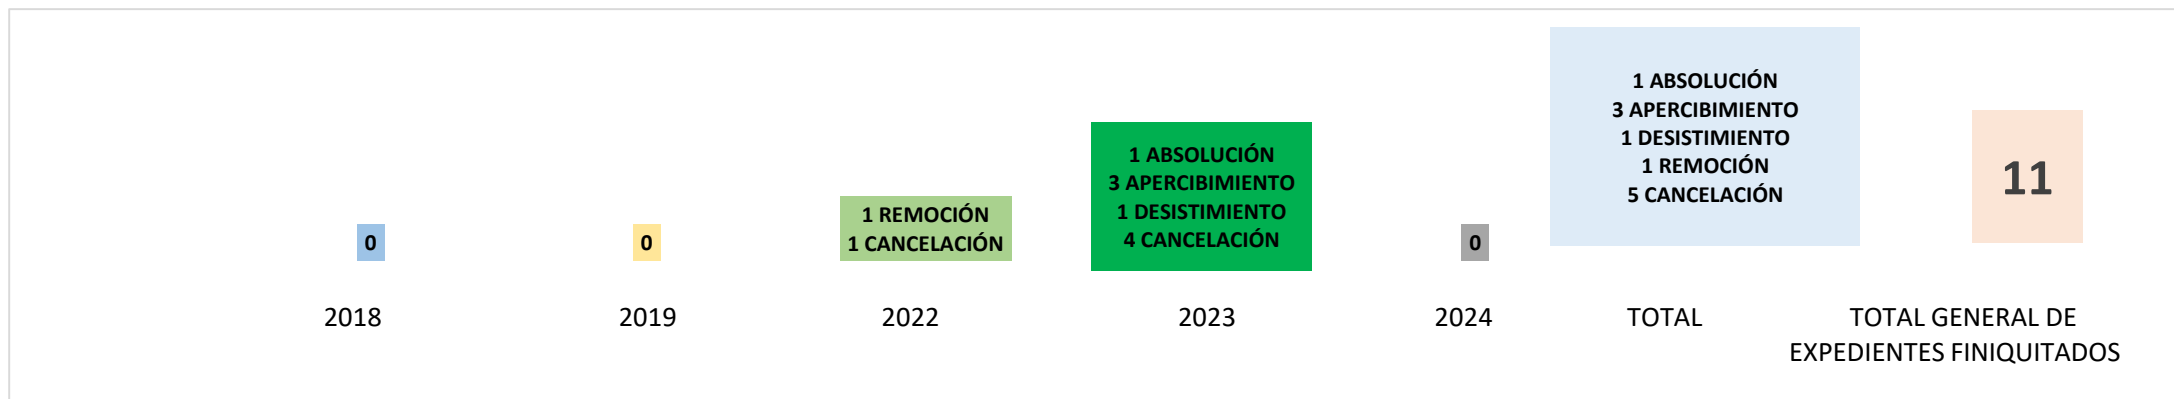 0
2018
0
2019
1 REMOCIÓN
1 CANCELACIÓN
2022
1 ABSOLUCIÓN
3 APERCIBIMIENTO
1 DESISTIMIENTO
4 CANCELACIÓN
2023
0
2024
1 ABSOLUCIÓN
3 APERCIBIMIENTO
1 DESISTIMIENTO
1 REMOCIÓN
5 CANCELACIÓN
TOTAL
11
TOTAL GENERAL DE
EXPEDIENTES FINIQUITADOS